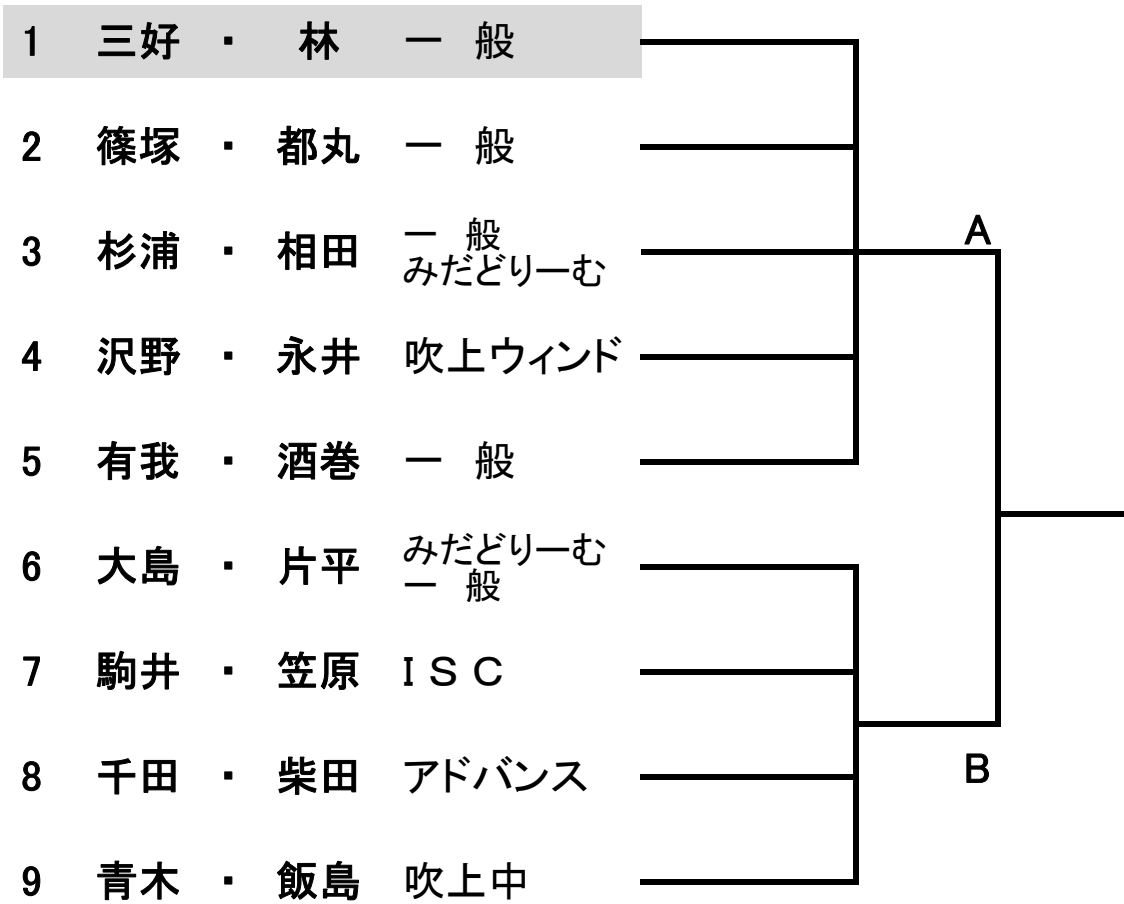 1 三好 ・ 林 一 般
2 篠塚 ・ 都丸 一 般
A
3 杉浦 ・ 相田 一 般
みだどりーむ
4 沢野 ・ 永井 吹上ウィンド
5 有我 ・ 酒巻 一 般
6 大島 ・ 片平 みだどりーむ
一 般
7 駒井 ・ 笠原 ＩＳＣ
8 千田 ・ 柴田 アドバンス
B
9 青木 ・ 飯島 吹上中